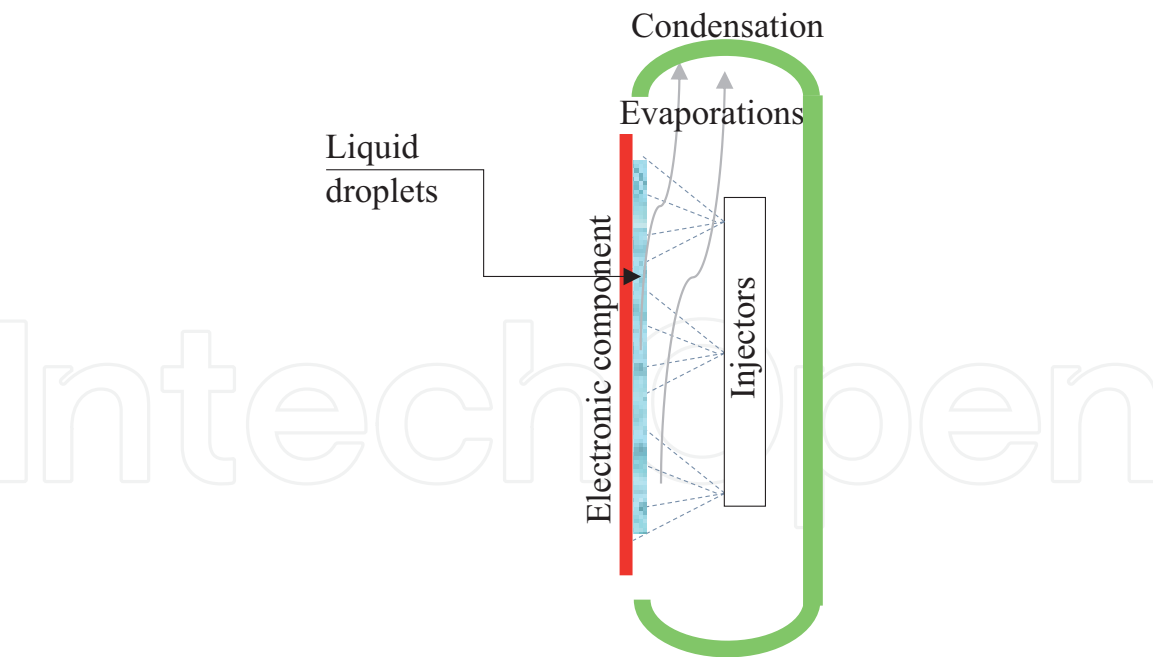 Condensation
Evaporations
Liquid
droplets
Electronic component
Injectors
IntechOpen